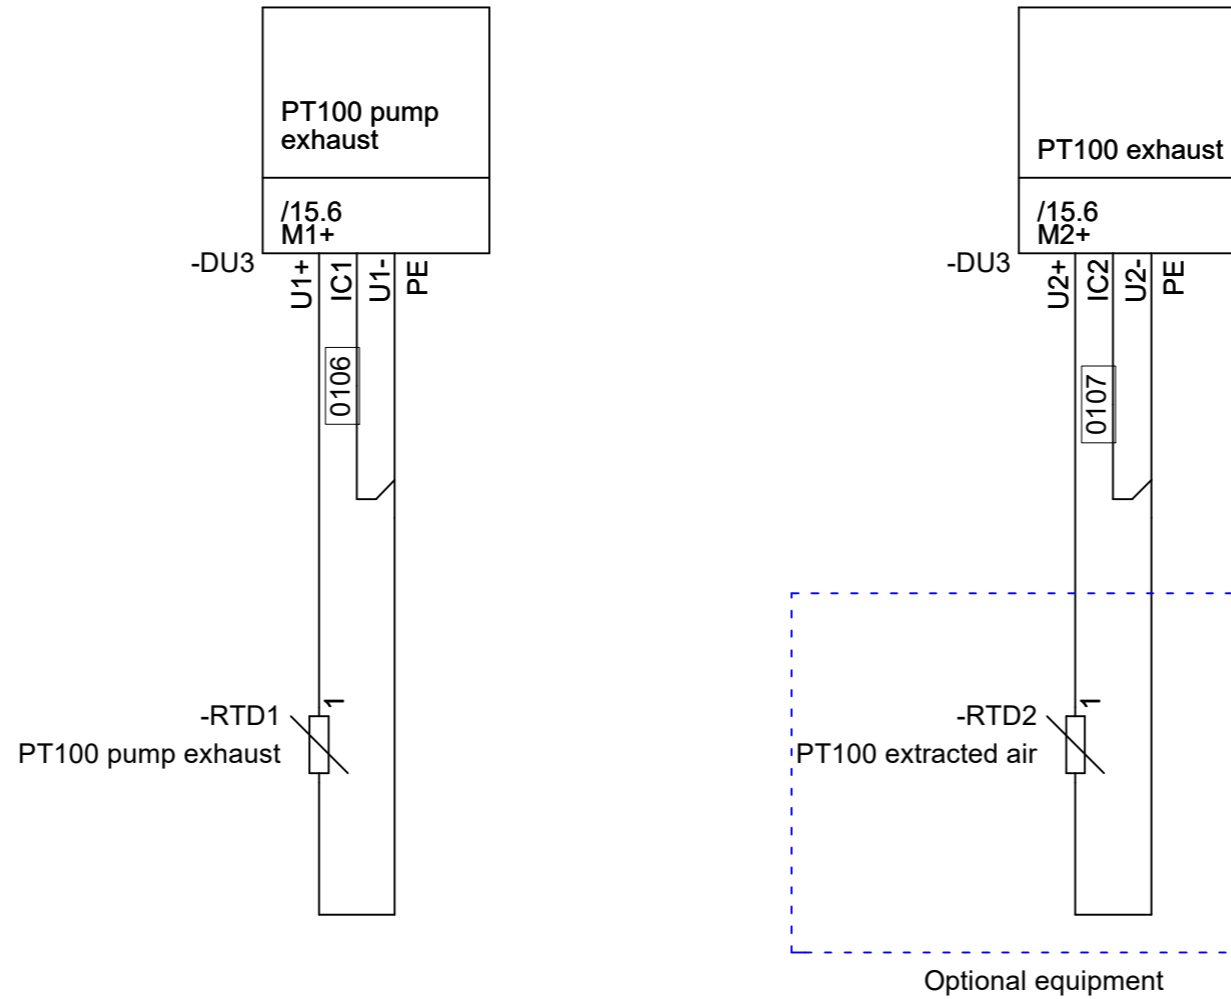 PT100 pump
exhaust
/15.6
M1+
-DU3
U1+
IC1
U1-
PE
0106
-RTD1
1
PT100 pump exhaust
PT100 exhaust
/15.6
M2+
-DU3
U2+
IC2
U2-
PE
0107
-RTD2
1
PT100 extracted air
Optional equipment